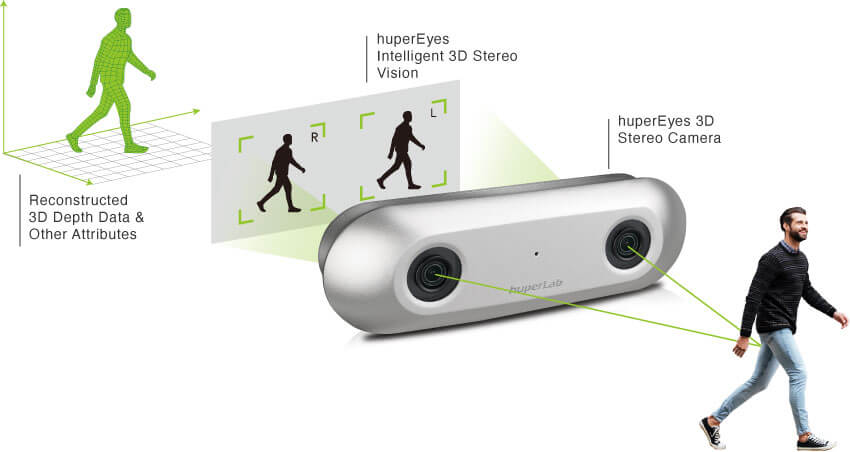 huperEyes
Intelligent 3D Stereo
Vision
R
L
huperEyes 3D
Stereo Camera
Reconstructed
3D Depth Data &
Other Attributes
huperLab